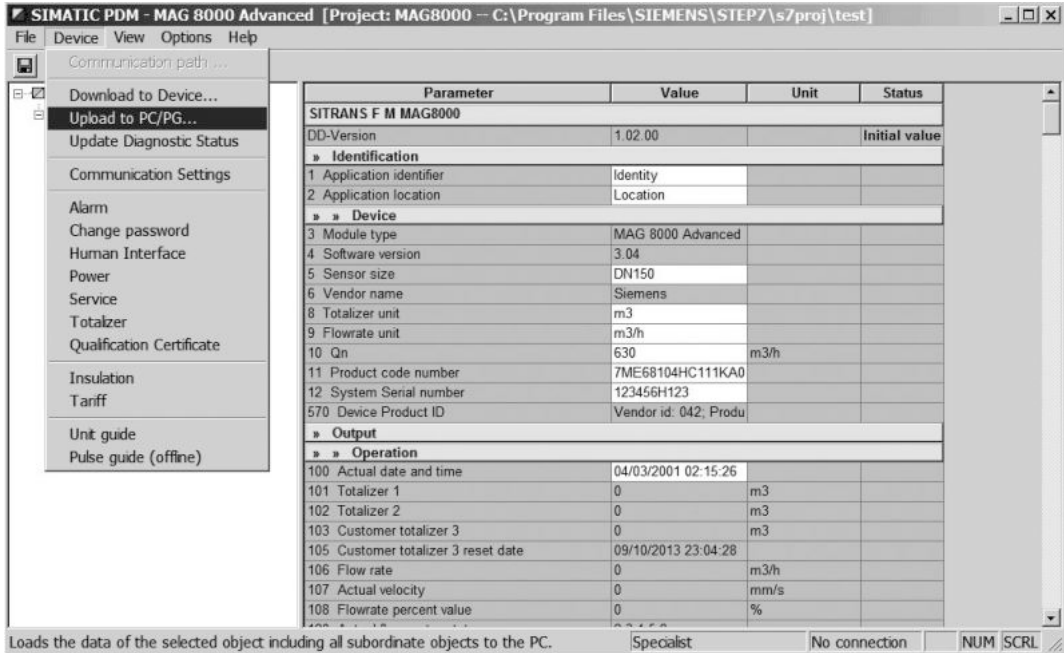 SIMATIC PDM - MAG 8000 Advanced [Project: MAG8000 -- C:\Program Files\SIEMENS\STEP7\s7proj\test]
File Device View Options Help
Communication path ...
Download to Device...
Upload to PC/PG...
Update Diagnostic Status
Communication Settings
Alarm
Change password
Human Interface
Power
Service
Totalizer
Qualification Certificate
Insulation
Tariff
Unit guide
Pulse guide (offline)
Parameter Value Unit Status
SITRANS F M MAG8000
DD-Version 1.02.00 Initial value
» Identification
1 Application identifier Identity
2 Application location Location
» » Device
3 Module type MAG 8000 Advanced
4 Software version 3.04
5 Sensor size DN150
6 Vendor name Siemens
8 Totalizer unit m3
9 Flowrate unit m3/h
10 Qn 630 m3/h
11 Product code number 7ME68104HC111KA0
12 System Serial number 123456H123
570 Device Product ID Vendor id: 042; Produ
» Output
» » Operation
100 Actual date and time 04/03/2001 02:15:26
101 Totalizer 1 0 m3
102 Totalizer 2 0 m3
103 Customer totalizer 3 0 m3
105 Customer totalizer 3 reset date 09/10/2013 23:04:28
106 Flow rate 0 m3/h
107 Actual velocity 0 mm/s
108 Flowrate percent value 0 %
Loads the data of the selected object including all subordinate objects to the PC. Specialist No connection NUM SCRL